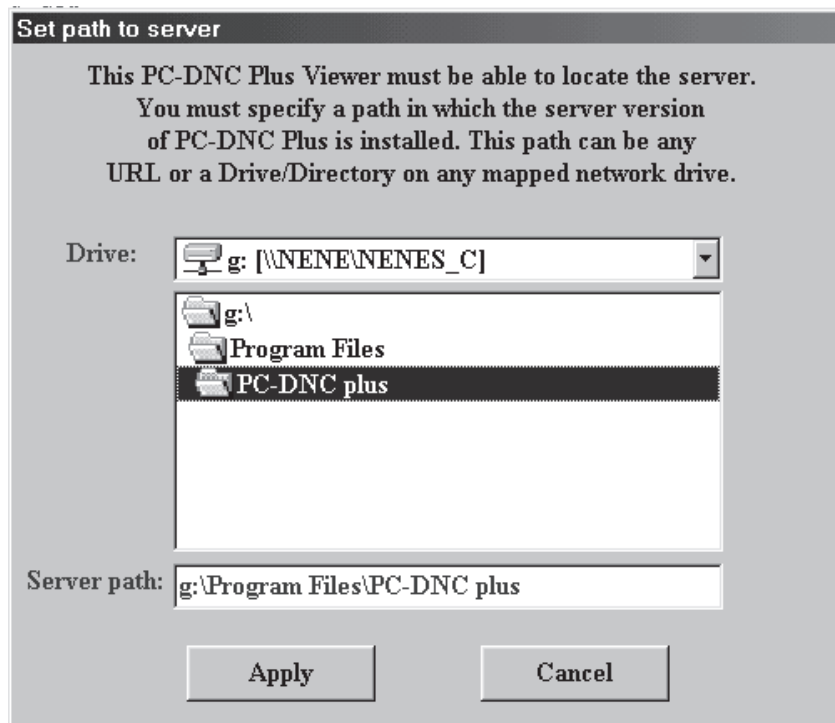 Set path to server
This PC-DNC Plus Viewer must be able to locate the server.
You must specify a path in which the server version
of PC-DNC Plus is installed. This path can be any
URL or a Drive/Directory on any mapped network drive.
Drive: g: [\\NENE\NENES_C]
g:\
Program Files
PC-DNC plus
Server path: g:\Program Files\PC-DNC plus
Apply Cancel